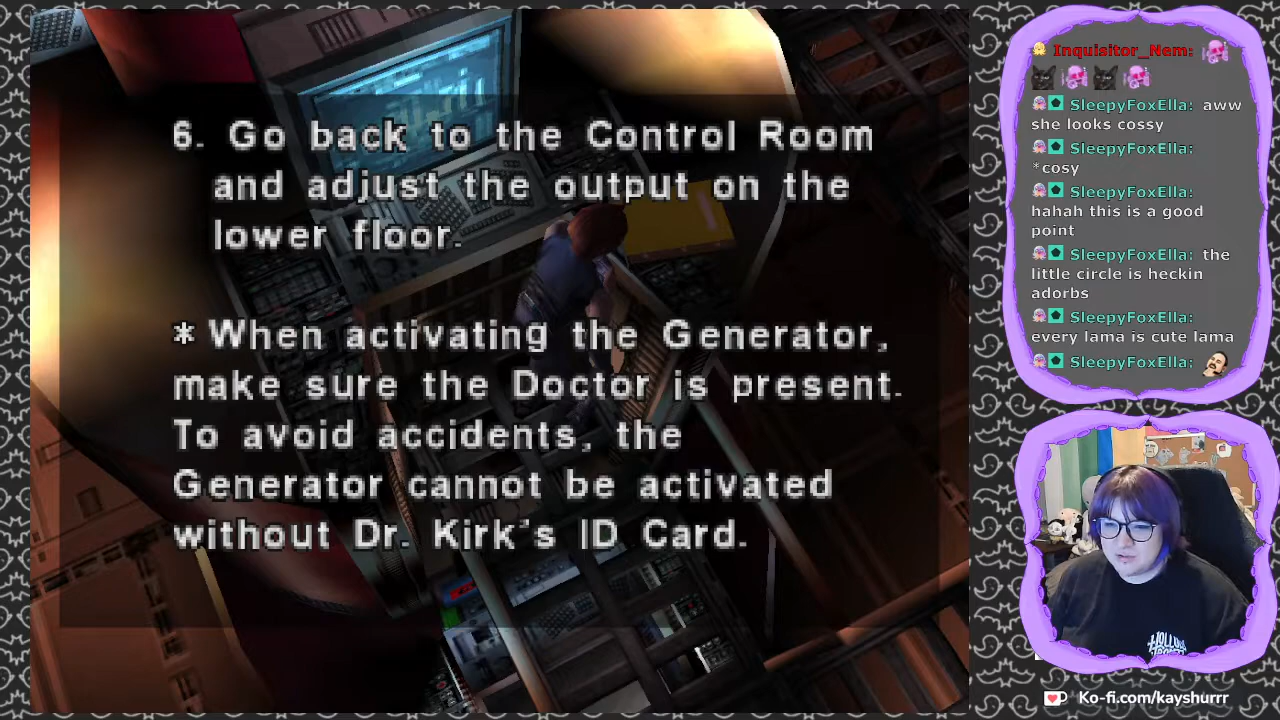 6. Go back to the Control Room
and adjust the output on the
lower floor.
* When activating the Generator,
make sure the Doctor is present.
To avoid accidents, the
Generator cannot be activated
without Dr. Kirk's ID Card.
Inquisitor_Nem:
SleepyFoxElla: aww
she looks cossy
SleepyFoxElla:
*cosy
SleepyFoxElla:
hahah this is a good
point
SleepyFoxElla: the
little circle is heckin
adorbs
SleepyFoxElla:
every lama is cute lama
SleepyFoxElla:
Ko-fi.com/kayshurrr